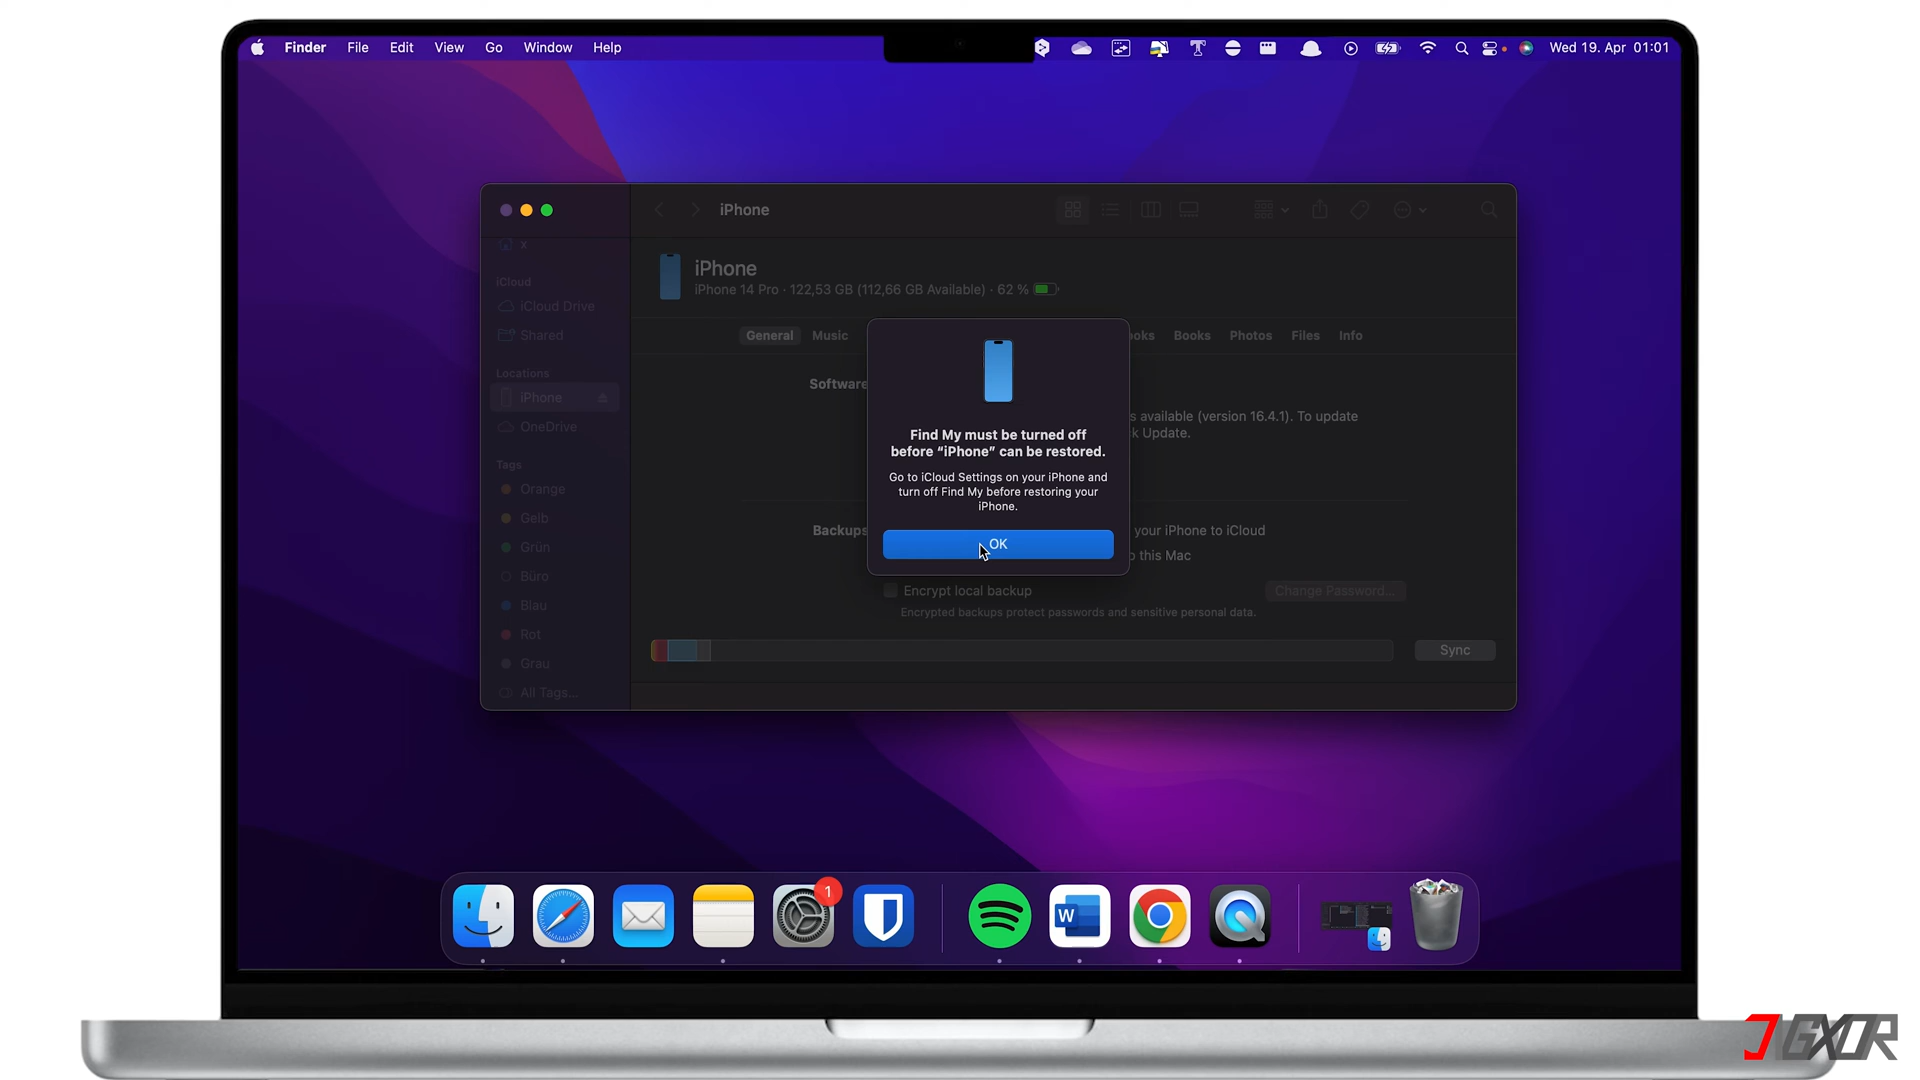 Finder File Edit View Go Window Help
Wed 19. Apr 01:01
iPhone
x
iCloud
iCloud Drive
Shared
Locations
iPhone
OneDrive
Tags
Orange
Gelb
Grün
Büro
Blau
Rot
Grau
All Tags...
iPhone
iPhone 14 Pro · 122,53 GB (112,66 GB Available) · 62 %
General Music Books Photos Files Info
Software
s available (version 16.4.1). To update
k Update.
Find My must be turned off
before “iPhone” can be restored.
Go to iCloud Settings on your iPhone and
turn off Find My before restoring your
iPhone.
OK
Backups
your iPhone to iCloud
this Mac
Encrypt local backup
Change Password...
Encrypted backups protect passwords and sensitive personal data.
Sync
1
W
JGXOR